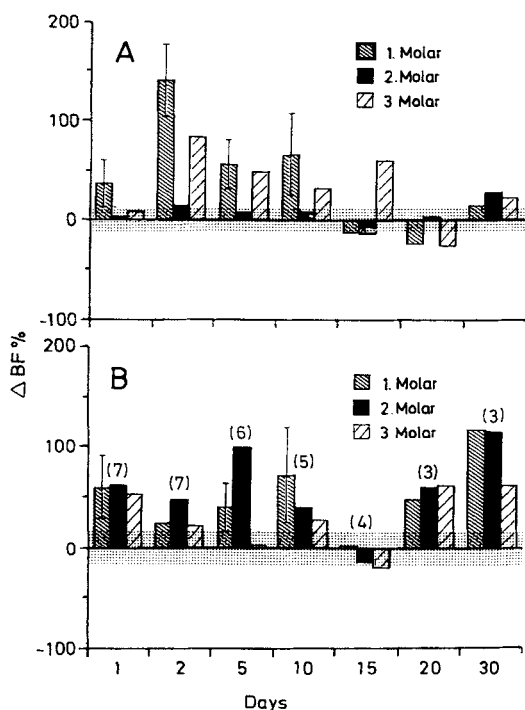 200
A
1. Molar
2. Molar
3 Molar
100
0
-100
Δ BF %
200
B
1. Molar
2. Molar
3 Molar
(7)
(7)
(6)
(5)
(4)
(3)
(3)
100
0
-100
1 2 5 10 15 20 30
Days